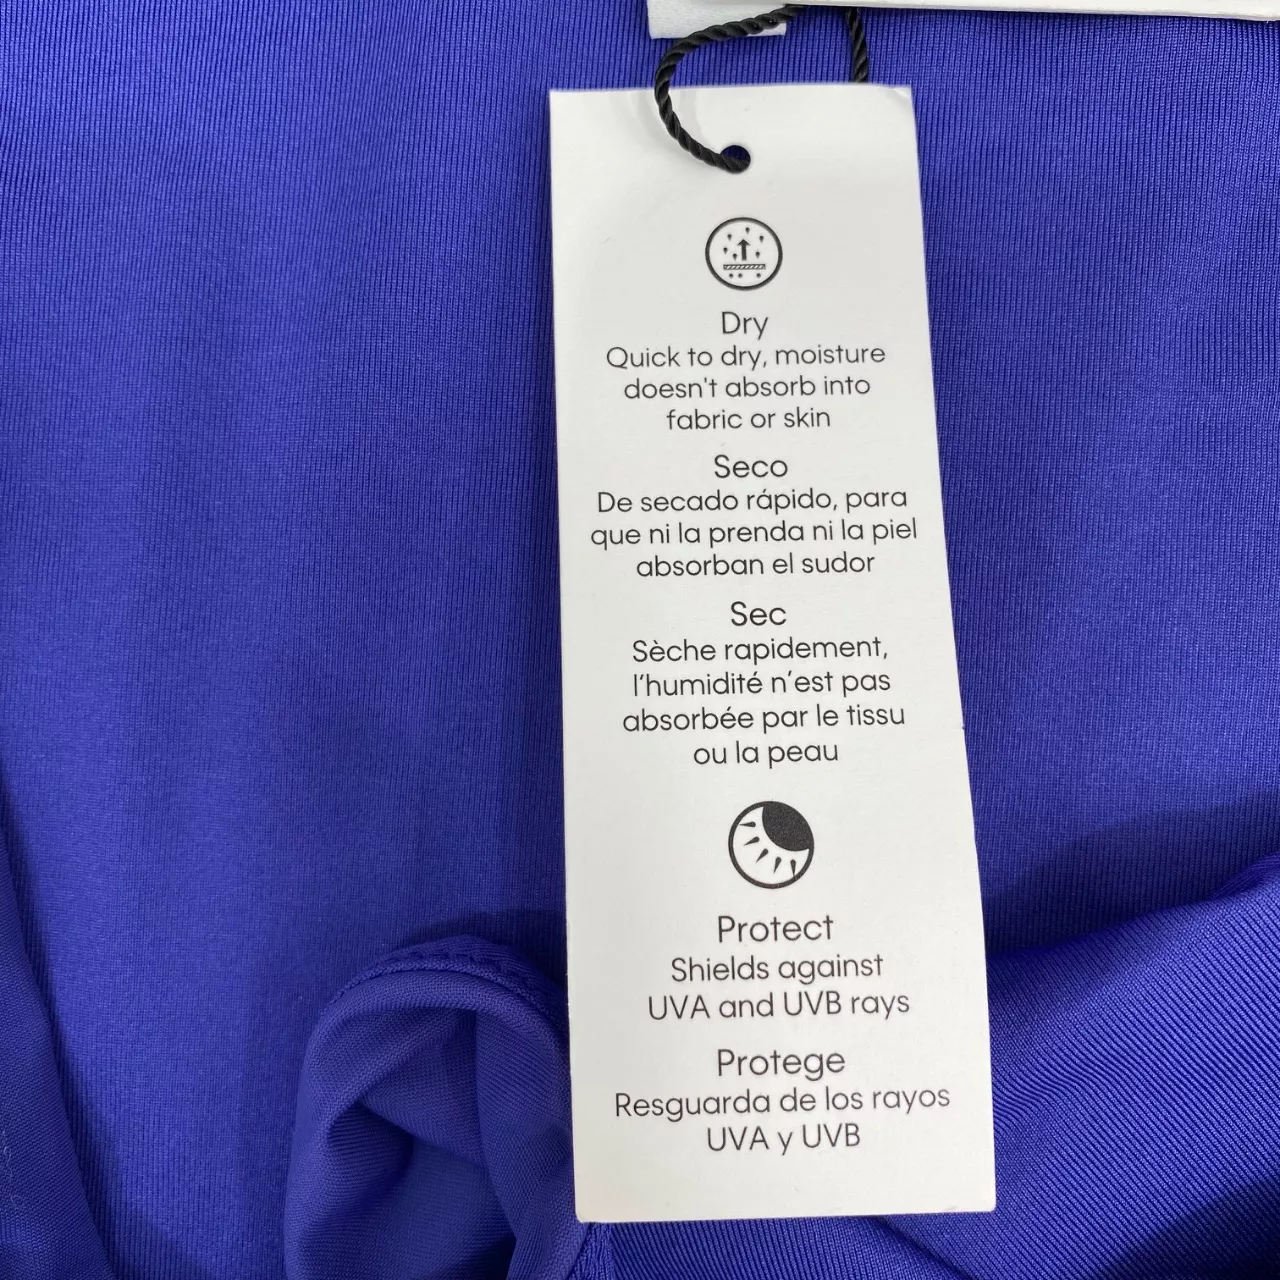 Dry
Quick to dry, moisture
doesn't absorb into
fabric or skin
Seco
De secado rápido, para
que ni la prenda ni la piel
absorban el sudor
Sec
Sèche rapidement,
l'humidité n'est pas
absorbée par le tissu
ou la peau
Protect
Shields against
UVA and UVB rays
Protege
Resguarda de los rayos
UVA y UVB